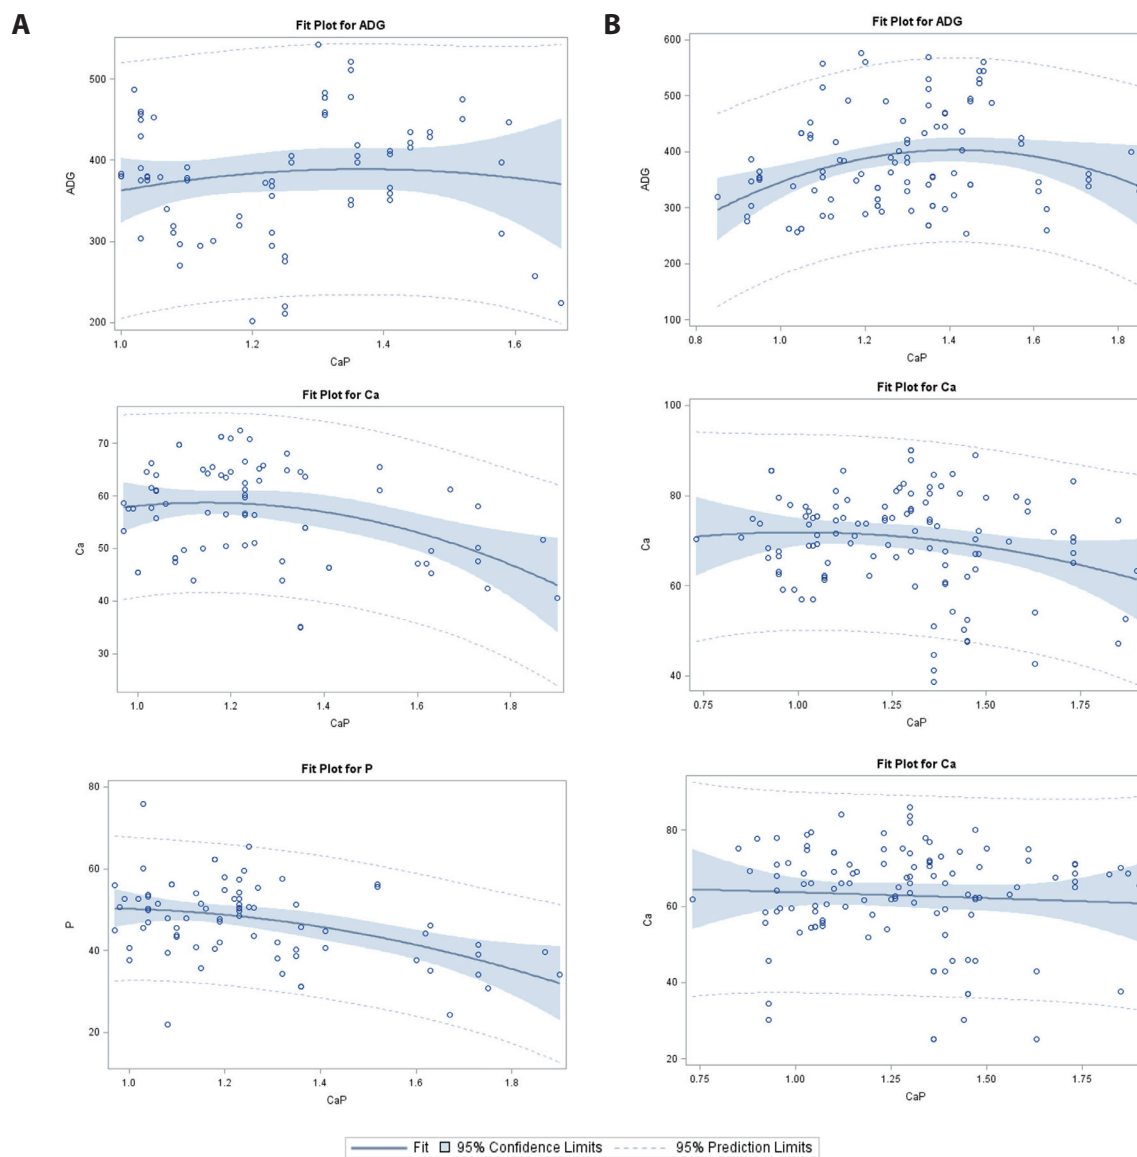 A
B
Fit Plot for ADG
500
400
300
200
ADG
1.0 1.2 1.4 1.6
CaP
Fit Plot for ADG
600
500
400
300
200
100
ADG
0.8 1.0 1.2 1.4 1.6 1.8
CaP
Fit Plot for Ca
70
60
50
40
30
Ca
1.0 1.2 1.4 1.6 1.8
CaP
Fit Plot for Ca
100
80
60
40
Ca
0.75 1.00 1.25 1.50 1.75
CaP
Fit Plot for P
80
60
40
20
P
1.0 1.2 1.4 1.6 1.8
CaP
Fit Plot for Ca
80
60
40
20
Ca
0.75 1.00 1.25 1.50 1.75
CaP
Fit 95% Confidence Limits 95% Prediction Limits